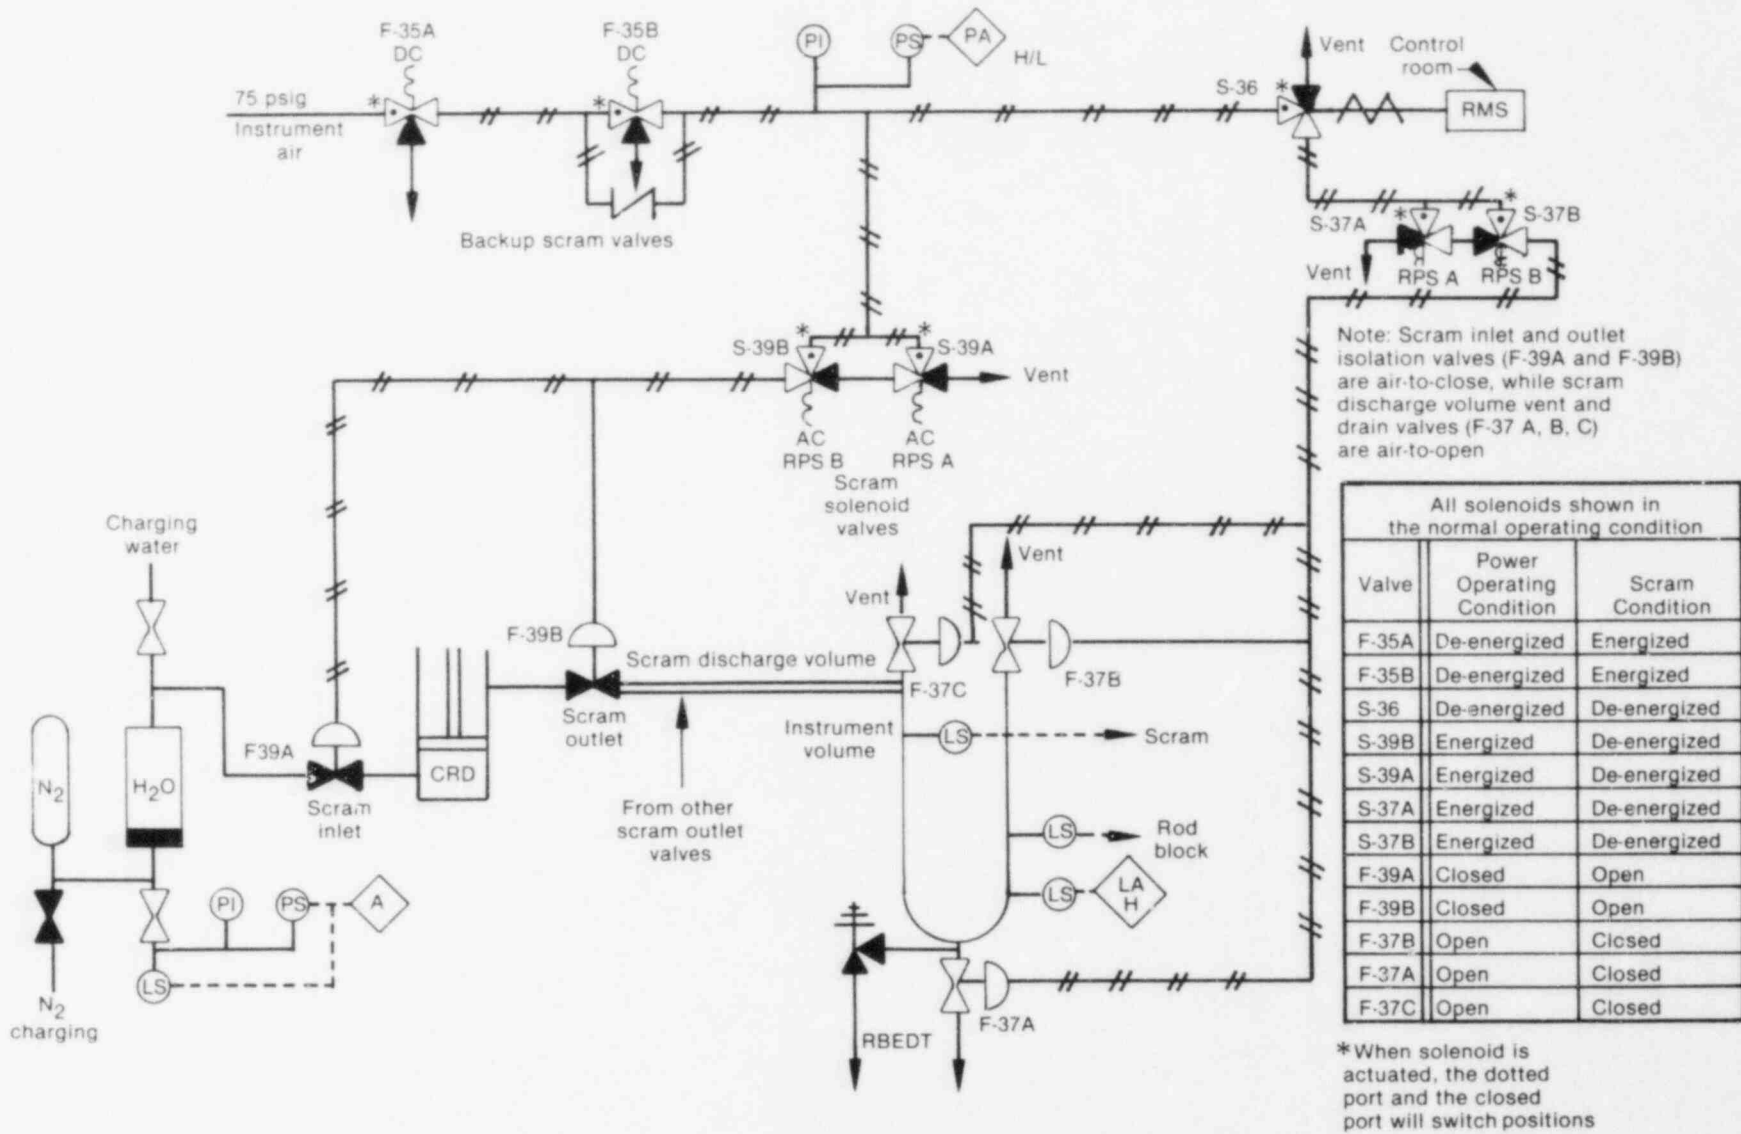 F-35A
DC
F-35B
DC
PI
PS
PA
H/L
Vent
Control
room
S-36
*
RMS
75 psig
Instrument
air
*
*
Backup scram valves
S-37A
*
*
S-37B
Vent
RPS A
RPS B
Note: Scram inlet and outlet
isolation valves (F-39A and F-39B)
are air-to-close, while scram
discharge volume vent and
drain valves (F-37 A, B, C)
are air-to-open
S-39B
*
*
S-39A
Vent
AC
RPS B
AC
RPS A
Scram
solenoid
valves
Charging
water
Vent
Vent
F-39B
Scram discharge volume
F-37C
F-37B
Scram
outlet
Instrument
volume
LS
Scram
F39A
N2
H2O
CRD
Scram
inlet
From other
scram outlet
valves
LS
Rod
block
LS
LA
H
PI
PS
A
LS
N2
charging
RBEDT
F-37A
All solenoids shown in
the normal operating condition
Valve Power Operating Condition Scram Condition
F-35A De-energized Energized
F-35B De-energized Energized
S-36 De-energized De-energized
S-39B Energized De-energized
S-39A Energized De-energized
S-37A Energized De-energized
S-37B Energized De-energized
F-39A Closed Open
F-39B Closed Open
F-37B Open Closed
F-37A Open Closed
F-37C Open Closed
*When solenoid is
actuated, the dotted
port and the closed
port will switch positions